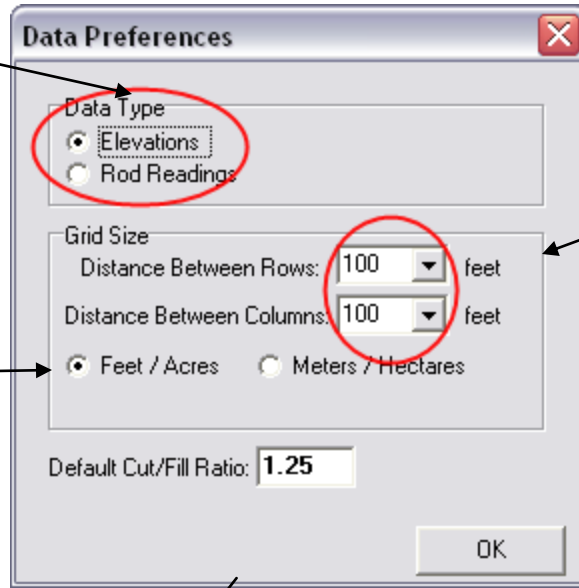 Data Preferences
Data Type
Elevations
Rod Readings
Grid Size
Distance Between Rows: 100 feet
Distance Between Columns: 100 feet
Feet / Acres Meters / Hectares
Default Cut/Fill Ratio: 1.25
OK